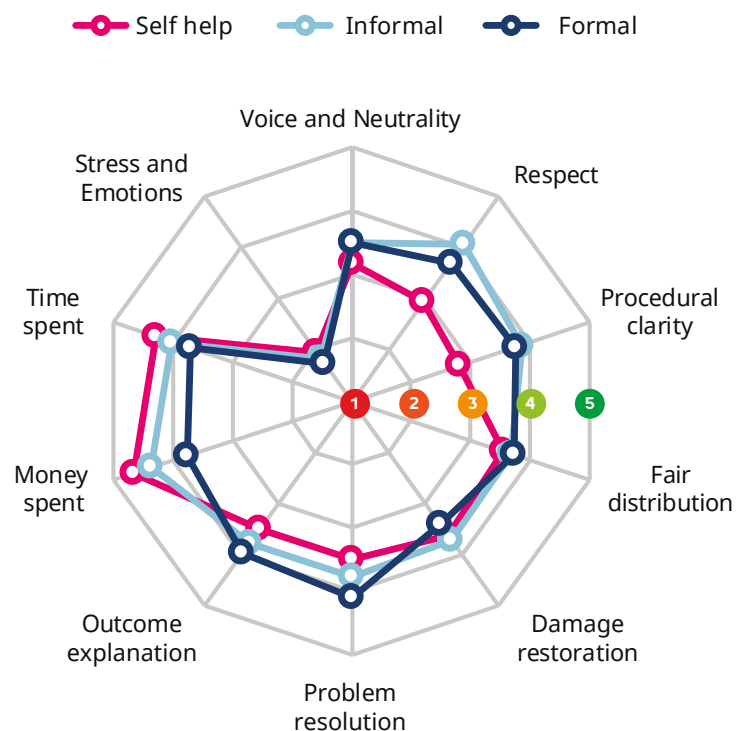 Self help
Informal
Formal
Voice and Neutrality
Stress and
Emotions
Respect
Time
spent
Procedural
clarity
1
2
3
4
5
Money
spent
Fair
distribution
Outcome
explanation
Damage
restoration
Problem
resolution